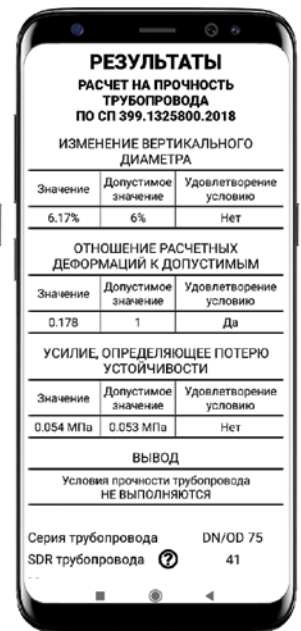 РЕЗУЛЬТАТЫ
РАСЧЕТ НА ПРОЧНОСТЬ
ТРУБОПРОВОДА
ПО СП 399.1325800.2018
ИЗМЕНЕНИЕ ВЕРТИКАЛЬНОГО
ДИАМЕТРА
Значение Допустимое значение Удовлетворение условию
6.17% 6% Нет
ОТНОШЕНИЕ РАСЧЕТНЫХ
ДЕФОРМАЦИЙ К ДОПУСТИМЫМ
Значение Допустимое значение Удовлетворение условию
0.178 1 Да
УСИЛИЕ, ОПРЕДЕЛЯЮЩЕЕ ПОТЕРЮ
УСТОЙЧИВОСТИ
Значение Допустимое значение Удовлетворение условию
0.054 МПа 0.053 МПа Нет
ВЫВОД
Условия прочности трубопровода
НЕ ВЫПОЛНЯЮТСЯ
Серия трубопровода DN/OD 75
SDR трубопровода ? 41